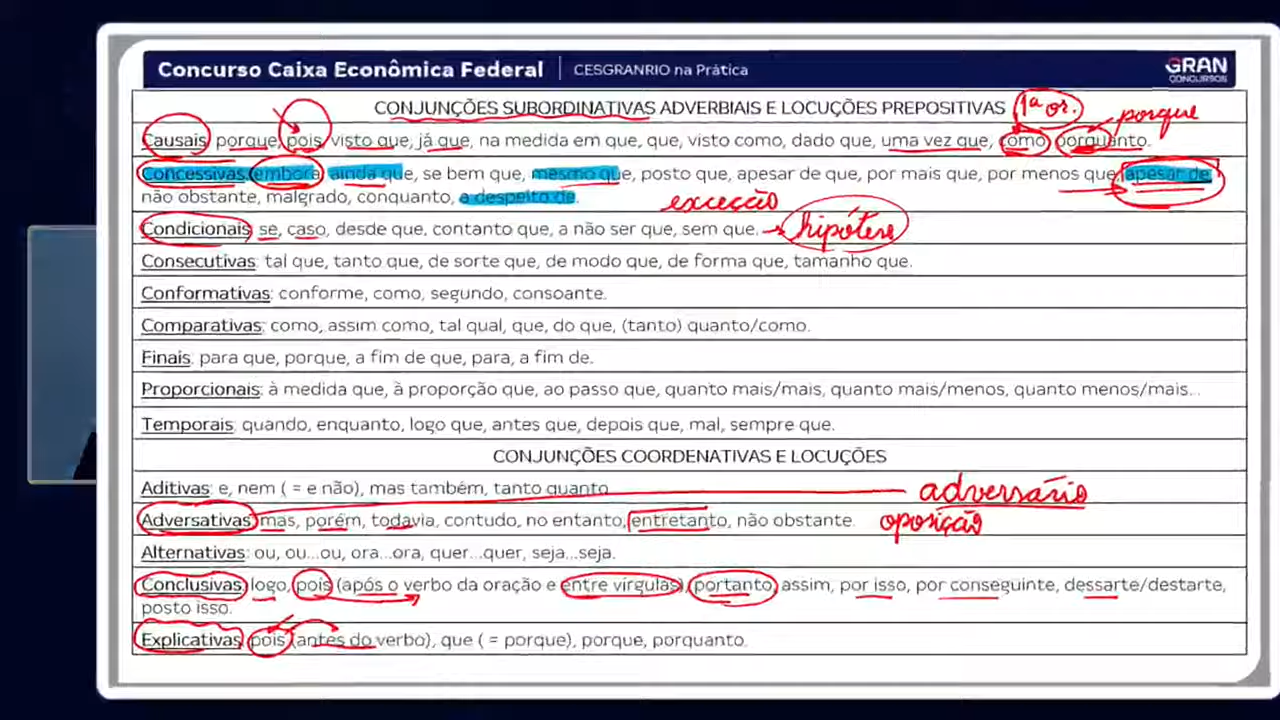 Concurso Caixa Econômica Federal | CESGRANRIO na Prática
GRAN
CONCURSOS
CONJUNÇÕES SUBORDINATIVAS ADVERBIAIS E LOCUÇÕES PREPOSITIVAS 1ª or.
porque
Causais: porque, pois, visto que, já que, na medida em que, que, visto como, dado que, uma vez que, como, porquanto.
Concessivas: embora, ainda que, se bem que, mesmo que, posto que, apesar de que, por mais que, por menos que, apesar de,
não obstante, malgrado, conquanto, a despeito de.
exceção
Condicionais: se, caso, desde que, contanto que, a não ser que, sem que. → hipótese
Consecutivas: tal que, tanto que, de sorte que, de modo que, de forma que, tamanho que.
Conformativas: conforme, como, segundo, consoante.
Comparativas: como, assim como, tal qual, que, do que, (tanto) quanto/como.
Finais: para que, porque, a fim de que, para, a fim de.
Proporcionais: à medida que, à proporção que, ao passo que, quanto mais/mais, quanto mais/menos, quanto menos/mais...
Temporais: quando, enquanto, logo que, antes que, depois que, mal, sempre que.
CONJUNÇÕES COORDENATIVAS E LOCUÇÕES
Aditivas: e, nem ( = e não), mas também, tanto quanto.
adversário
Adversativas: mas, porém, todavia, contudo, no entanto, entretanto, não obstante. oposição
Alternativas: ou, ou...ou, ora...ora, quer...quer, seja...seja.
Conclusivas: logo, pois (após o verbo da oração e entre vírgulas), portanto, assim, por isso, por conseguinte, dessarte/destarte,
posto isso.
Explicativas: pois (antes do verbo), que ( = porque), porque, porquanto.